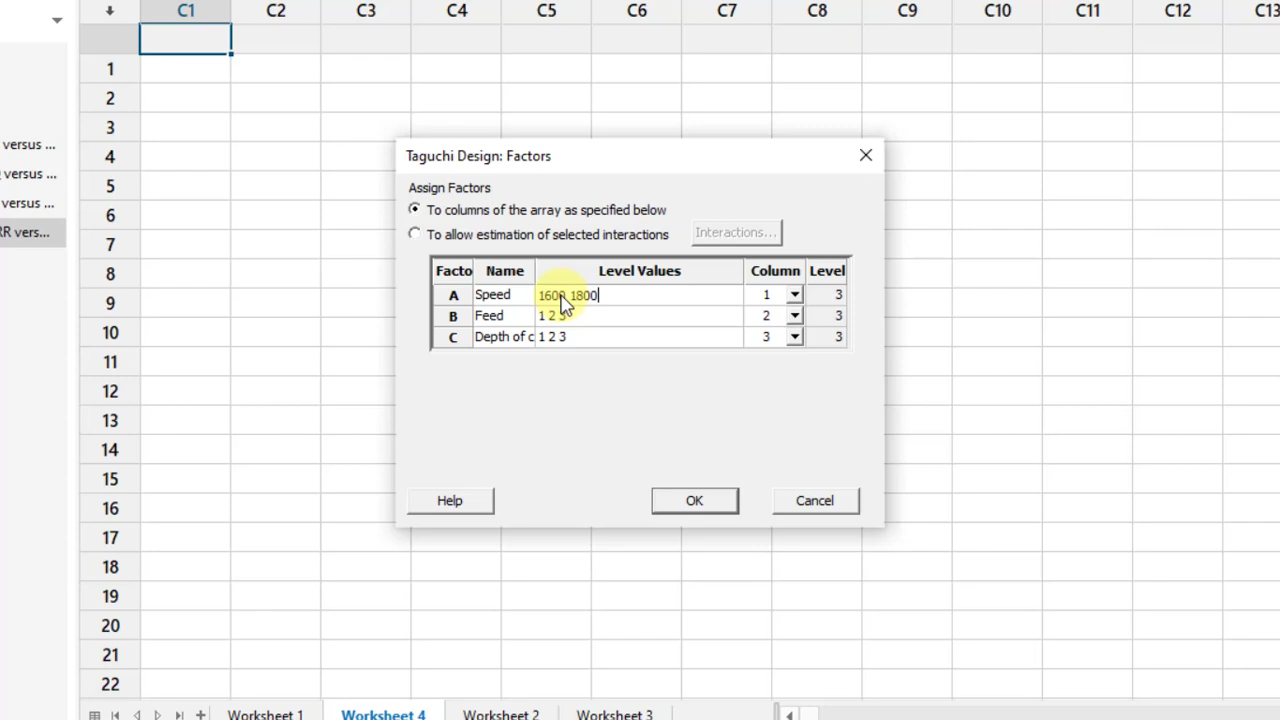 C1 C2 C3 C4 C5 C6 C7 C8 C9 C10 C11 C12 C13
1
2
3
4
5
6
7
8
9
10
11
12
13
14
15
16
17
18
19
20
21
22
versus ...
versus ...
versus ...
RR vers...
Taguchi Design: Factors
Assign Factors
To columns of the array as specified below
To allow estimation of selected interactions
Interactions...
Facto Name Level Values Column Level
A Speed 1600 1800 1 3
B Feed 1 2 3 2 3
C Depth of c 1 2 3 3 3
Help OK Cancel
Worksheet 1 Worksheet 4 Worksheet 2 Worksheet 3